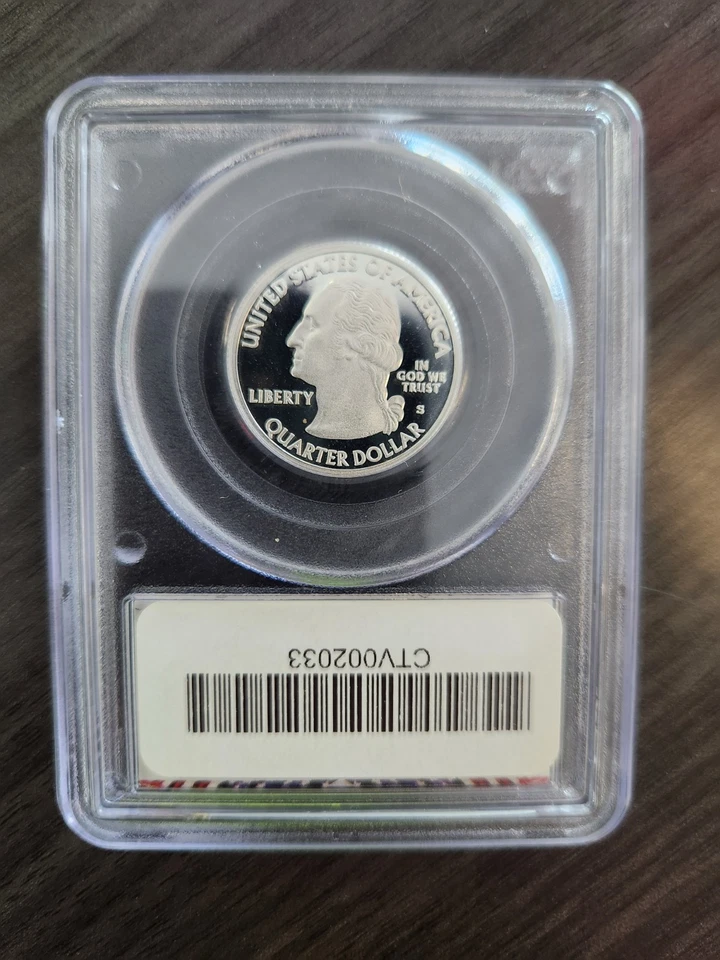 UNITED STATES OF AMERICA
LIBERTY
IN
GOD WE
TRUST
S
QUARTER DOLLAR
CTV002033